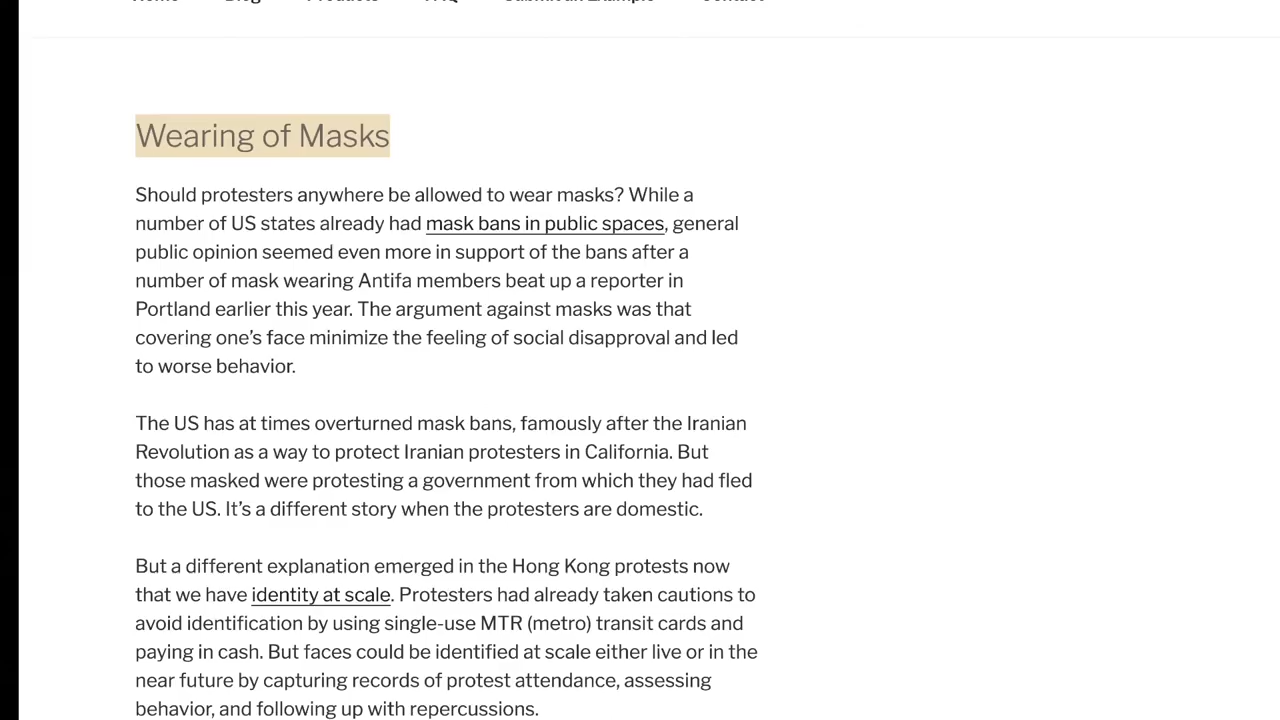 Home Blog Products FAQ Submit an Example Contact
Wearing of Masks
Should protesters anywhere be allowed to wear masks? While a
number of US states already had mask bans in public spaces, general
public opinion seemed even more in support of the bans after a
number of mask wearing Antifa members beat up a reporter in
Portland earlier this year. The argument against masks was that
covering one’s face minimize the feeling of social disapproval and led
to worse behavior.
The US has at times overturned mask bans, famously after the Iranian
Revolution as a way to protect Iranian protesters in California. But
those masked were protesting a government from which they had fled
to the US. It’s a different story when the protesters are domestic.
But a different explanation emerged in the Hong Kong protests now
that we have identity at scale. Protesters had already taken cautions to
avoid identification by using single-use MTR (metro) transit cards and
paying in cash. But faces could be identified at scale either live or in the
near future by capturing records of protest attendance, assessing
behavior, and following up with repercussions.